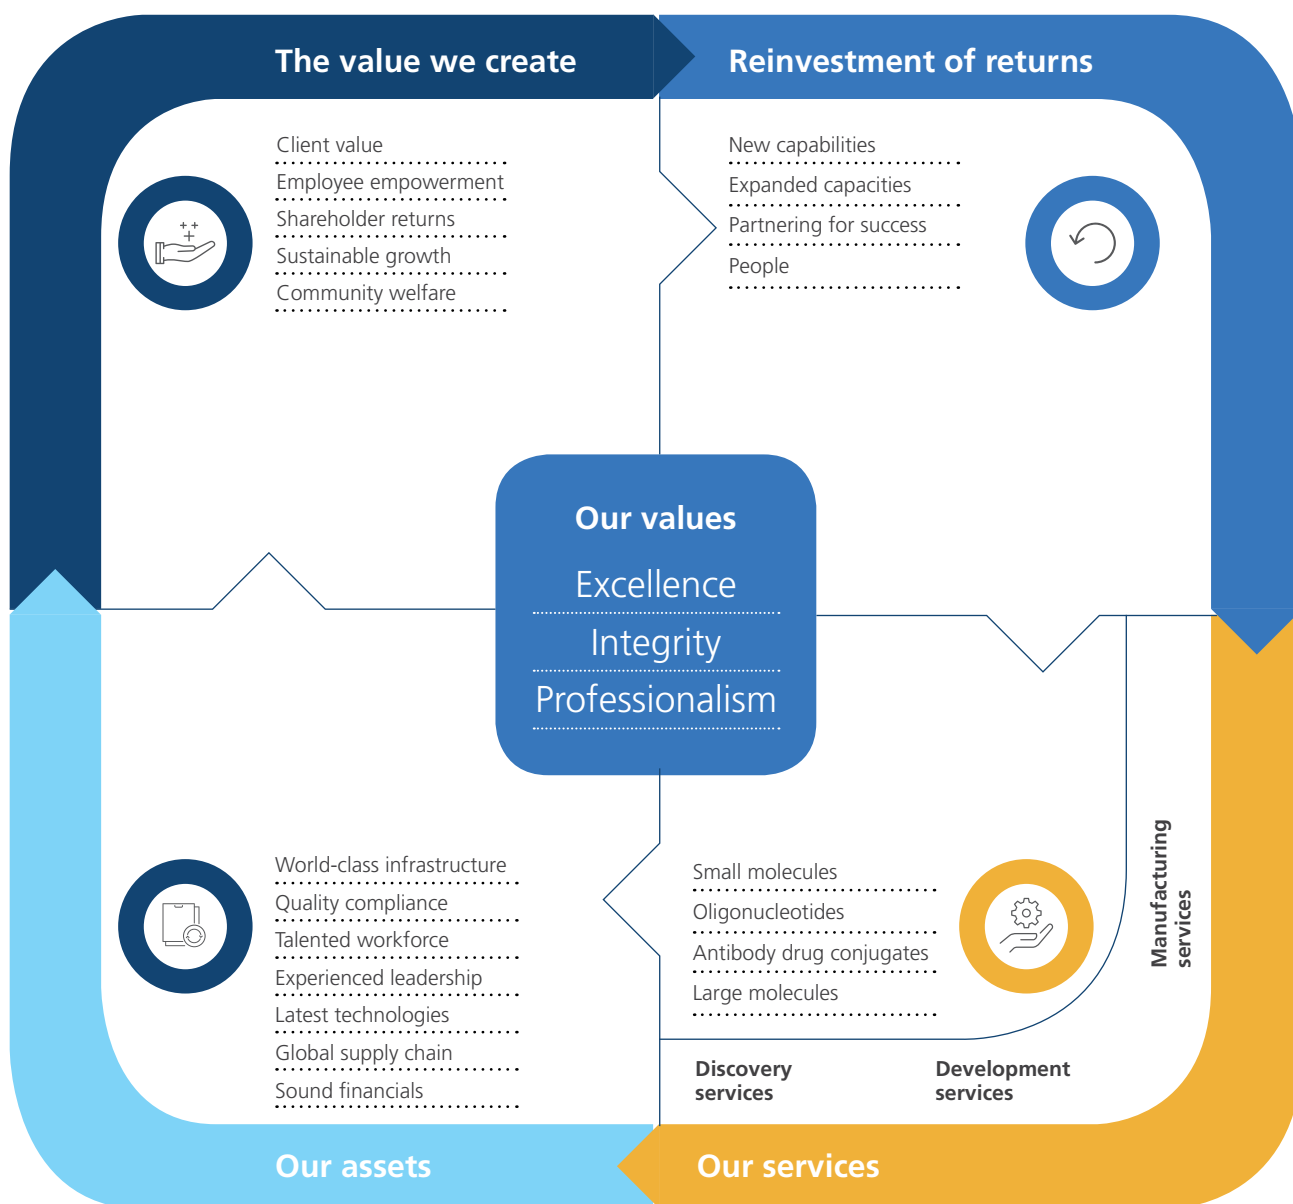 The value we create
Client value
Employee empowerment
Shareholder returns
Sustainable growth
Community welfare
Reinvestment of returns
New capabilities
Expanded capacities
Partnering for success
People
Our values
Excellence
Integrity
Professionalism
World-class infrastructure
Quality compliance
Talented workforce
Experienced leadership
Latest technologies
Global supply chain
Sound financials
Our assets
Small molecules
Oligonucleotides
Antibody drug conjugates
Large molecules
Manufacturing
services
Discovery
services
Development
services
Our services